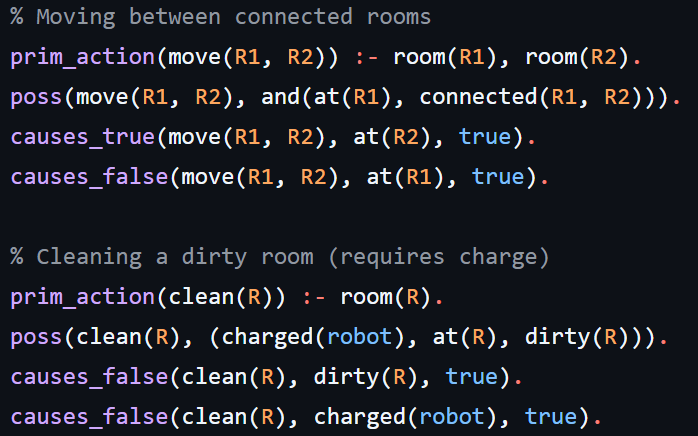 % Moving between connected rooms
prim_action(move(R1, R2)) :- room(R1), room(R2).
poss(move(R1, R2), and(at(R1), connected(R1, R2))).
causes_true(move(R1, R2), at(R2), true).
causes_false(move(R1, R2), at(R1), true).
% Cleaning a dirty room (requires charge)
prim_action(clean(R)) :- room(R).
poss(clean(R), (charged(robot), at(R), dirty(R))).
causes_false(clean(R), dirty(R), true).
causes_false(clean(R), charged(robot), true).